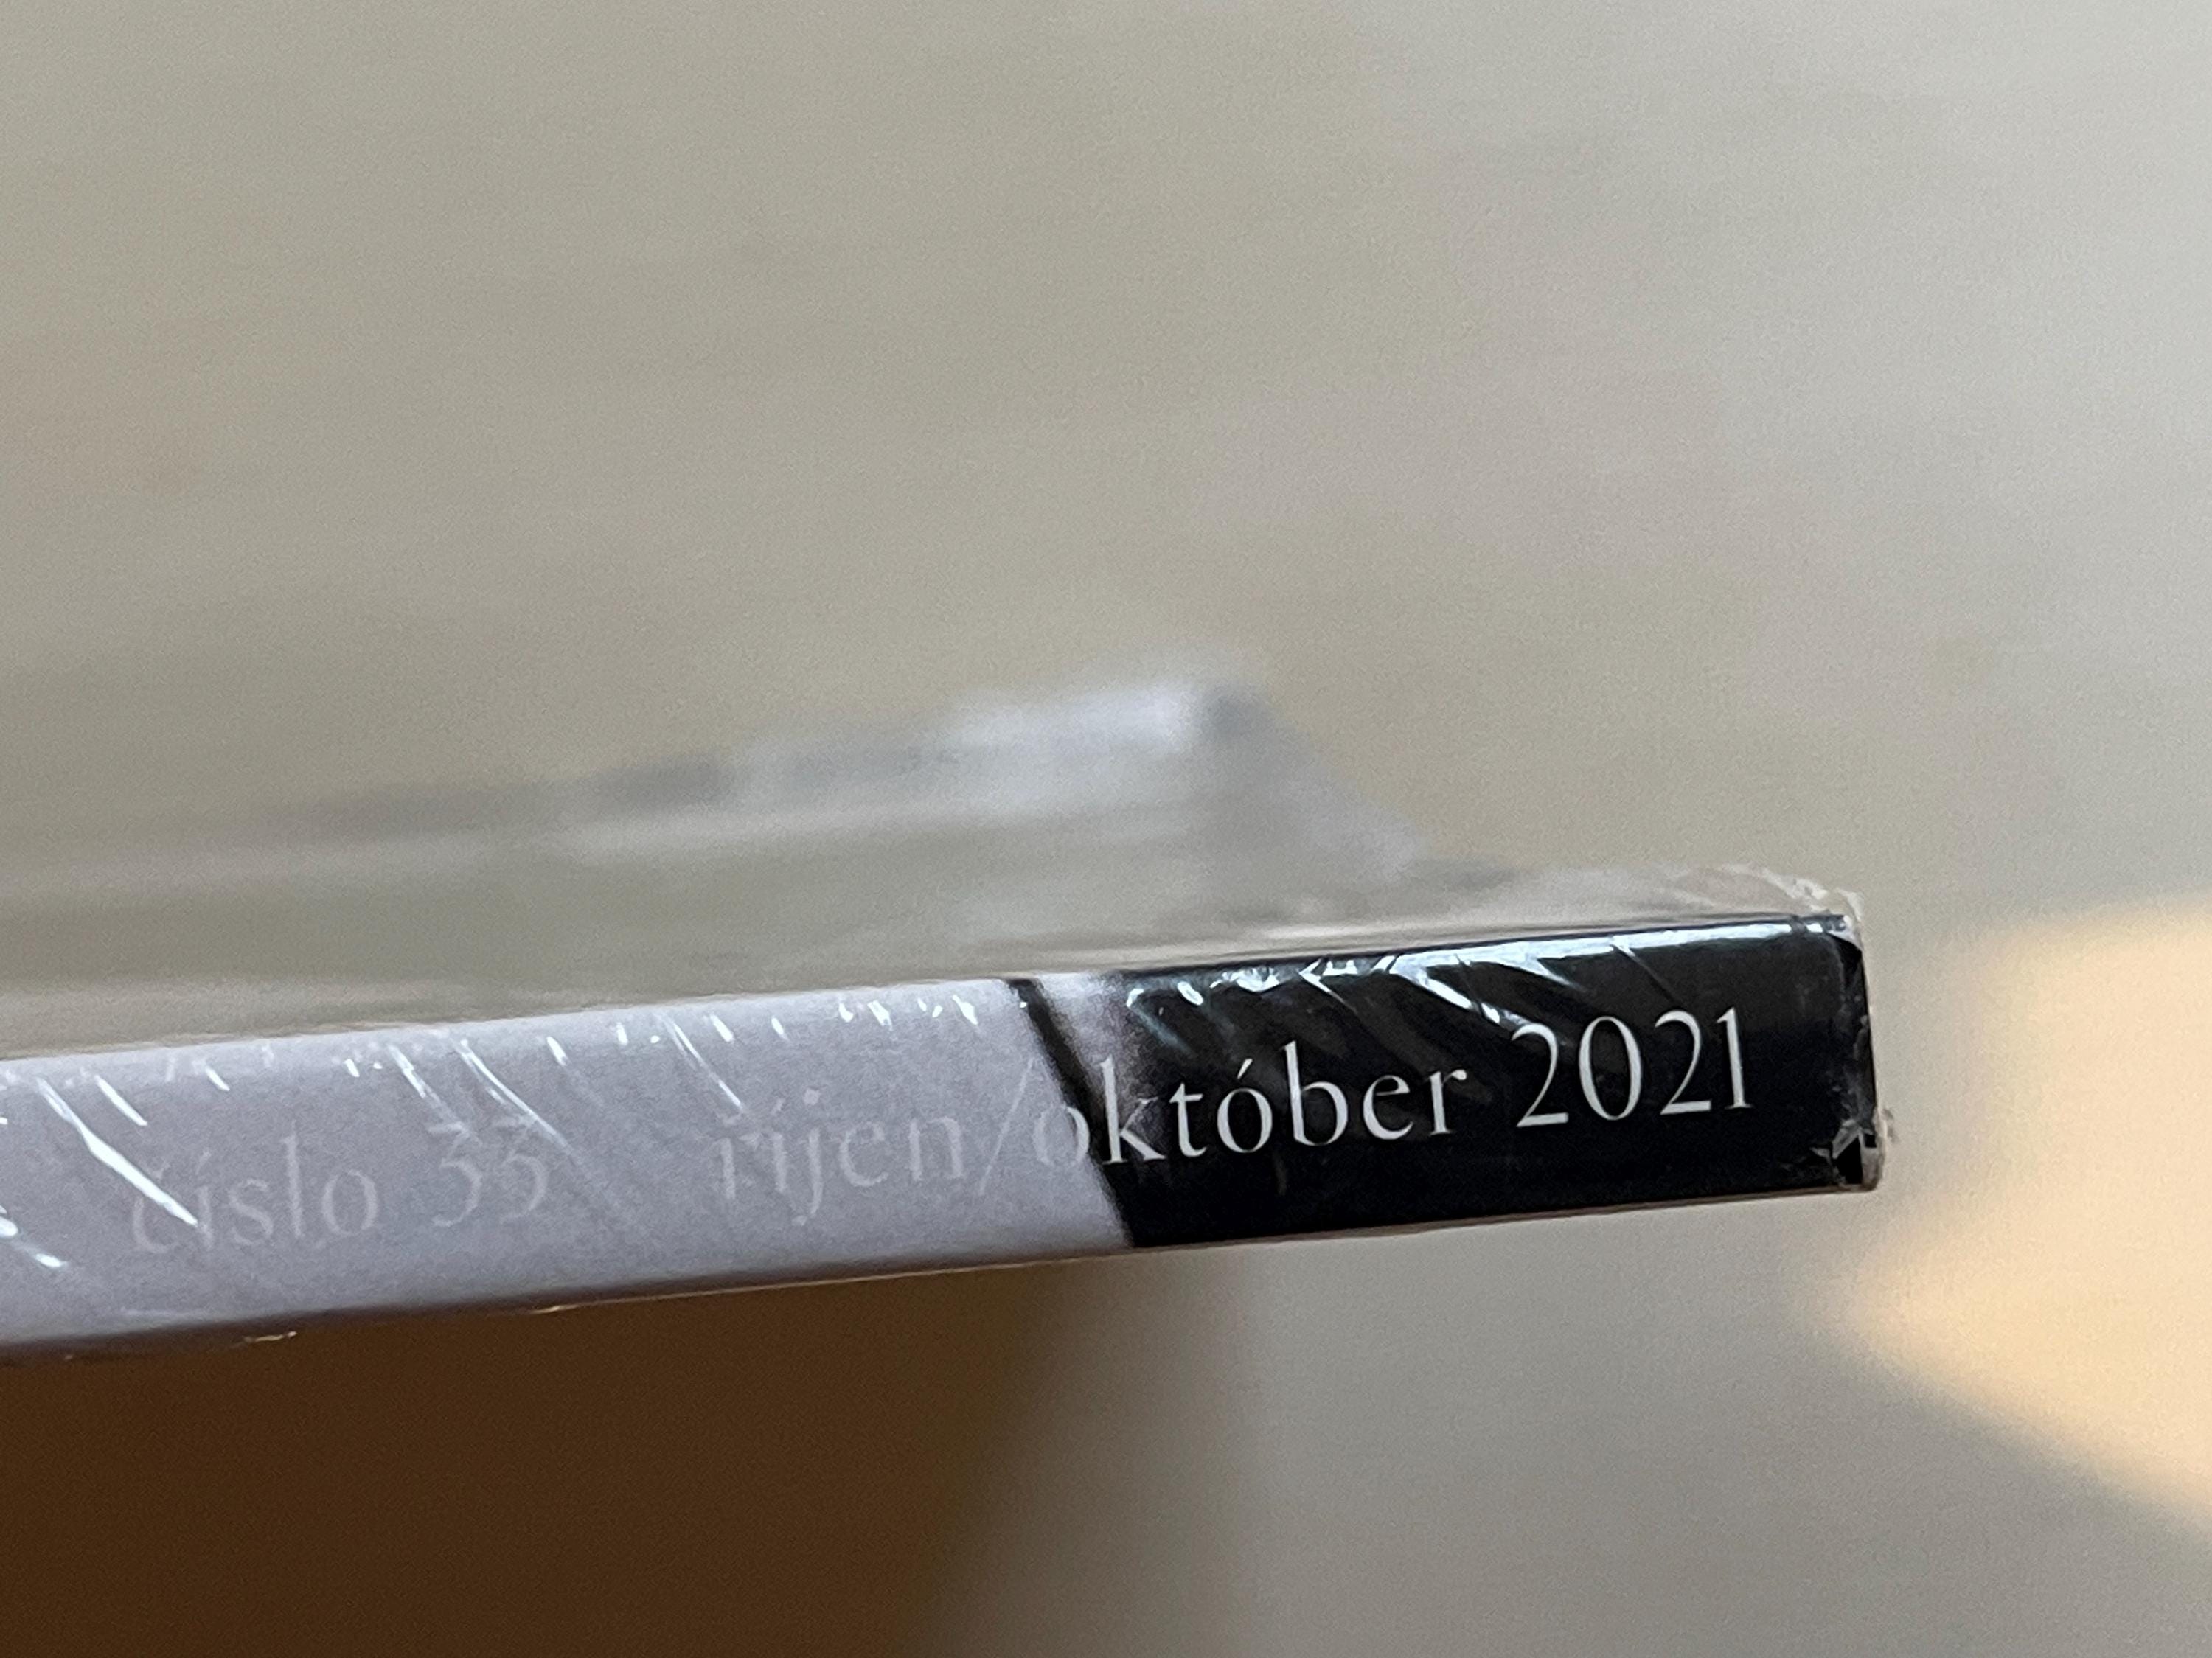 číslo 33 říjen/október 2021